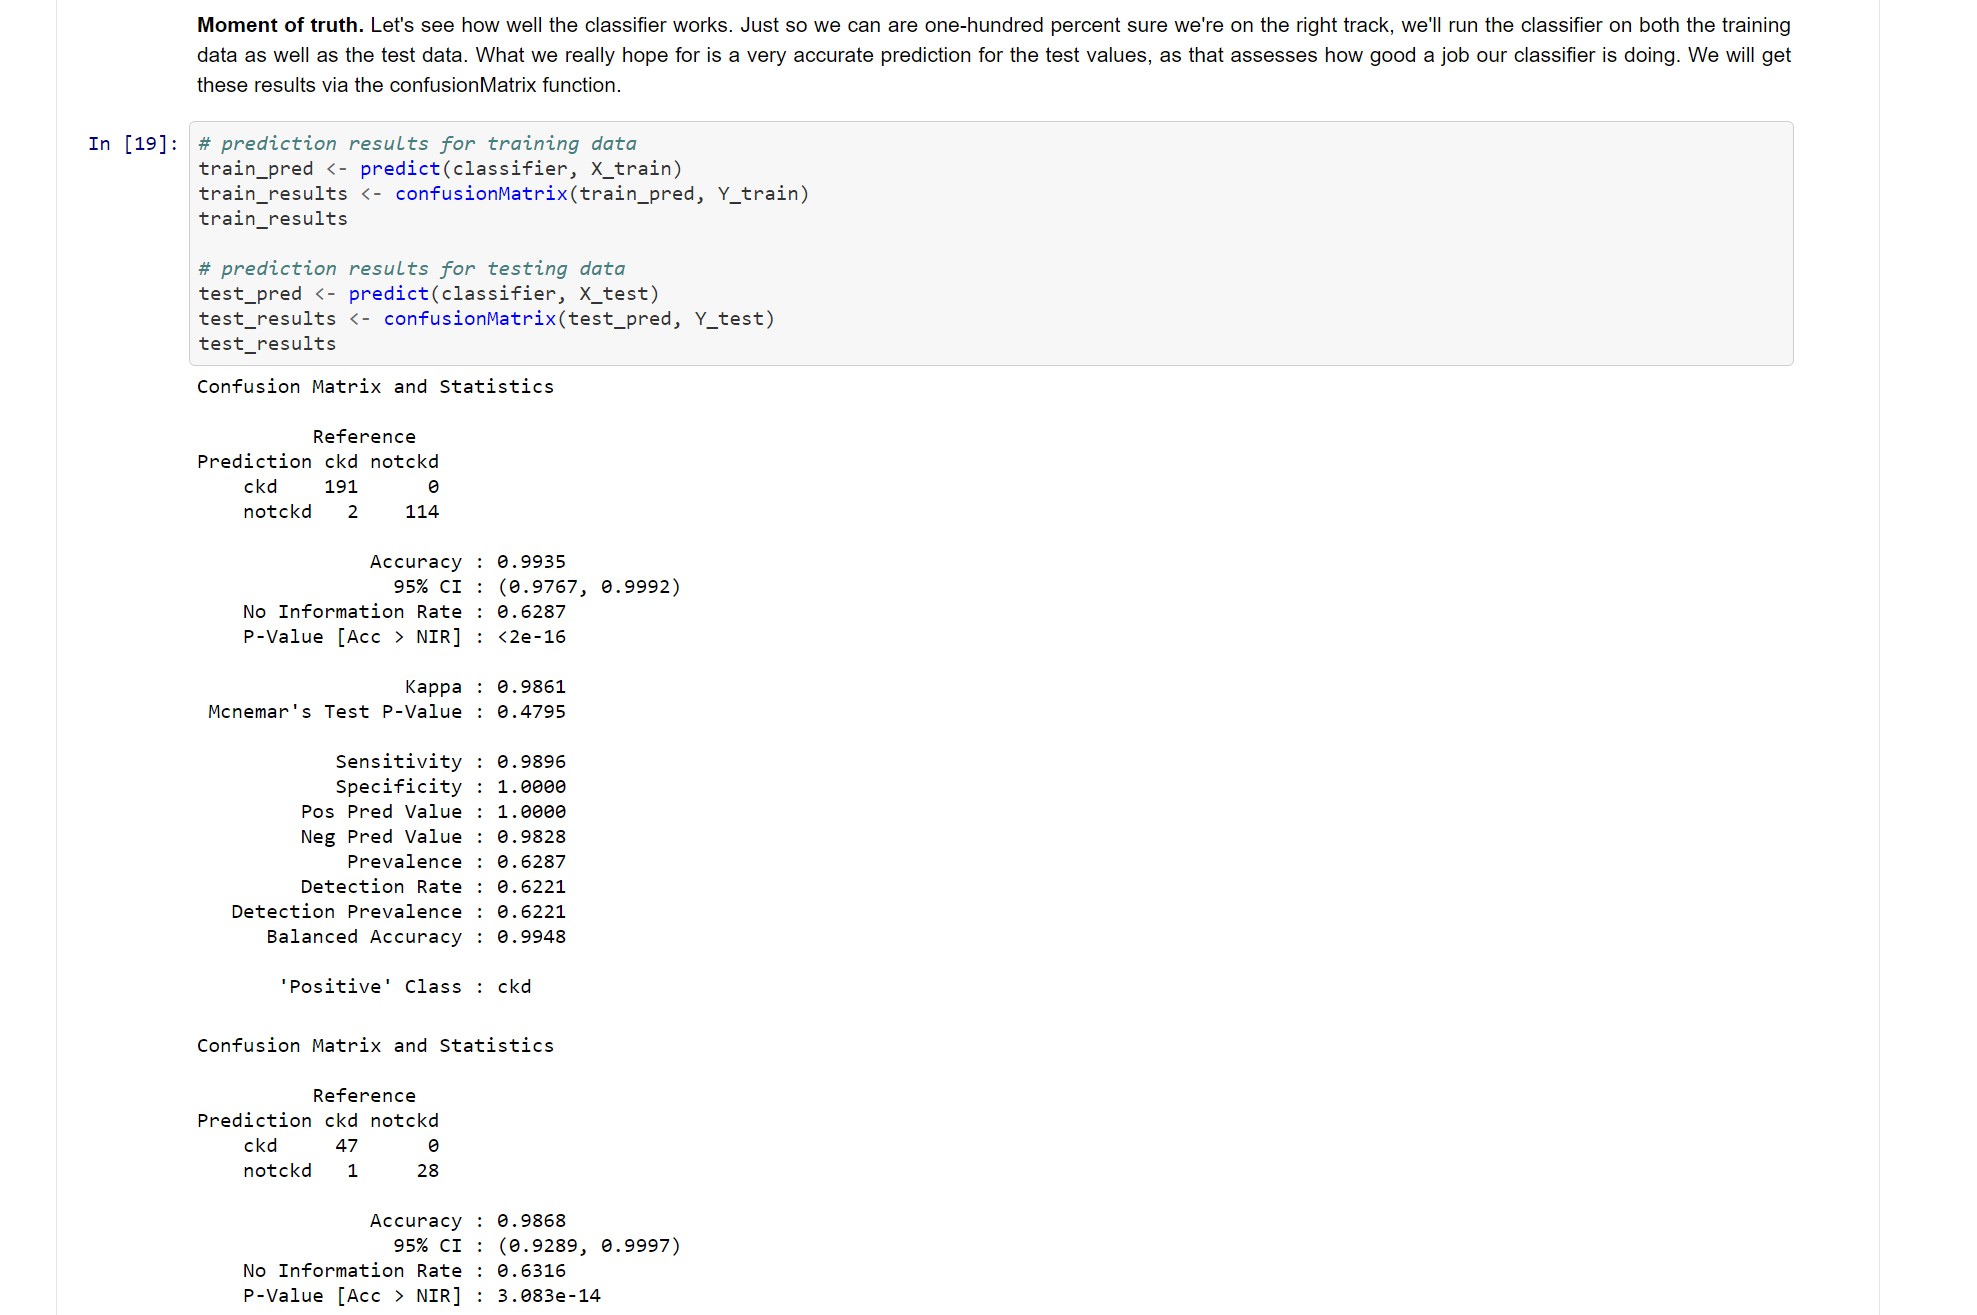 Moment of truth. Let's see how well the classifier works. Just so we can are one-hundred percent sure we're on the right track, we'll run the classifier on both the training
data as well as the test data. What we really hope for is a very accurate prediction for the test values, as that assesses how good a job our classifier is doing. We will get
these results via the confusionMatrix function.
In [19]:
# prediction results for training data
train_pred <- predict(classifier, X_train)
train_results <- confusionMatrix(train_pred, Y_train)
train_results
# prediction results for testing data
test_pred <- predict(classifier, X_test)
test_results <- confusionMatrix(test_pred, Y_test)
test_results
Confusion Matrix and Statistics
Reference
Prediction ckd notckd
ckd 191 0
notckd 2 114
Accuracy : 0.9935
95% CI : (0.9767, 0.9992)
No Information Rate : 0.6287
P-Value [Acc > NIR] : <2e-16
Kappa : 0.9861
Mcnemar's Test P-Value : 0.4795
Sensitivity : 0.9896
Specificity : 1.0000
Pos Pred Value : 1.0000
Neg Pred Value : 0.9828
Prevalence : 0.6287
Detection Rate : 0.6221
Detection Prevalence : 0.6221
Balanced Accuracy : 0.9948
'Positive' Class : ckd
Confusion Matrix and Statistics
Reference
Prediction ckd notckd
ckd 47 0
notckd 1 28
Accuracy : 0.9868
95% CI : (0.9289, 0.9997)
No Information Rate : 0.6316
P-Value [Acc > NIR] : 3.083e-14